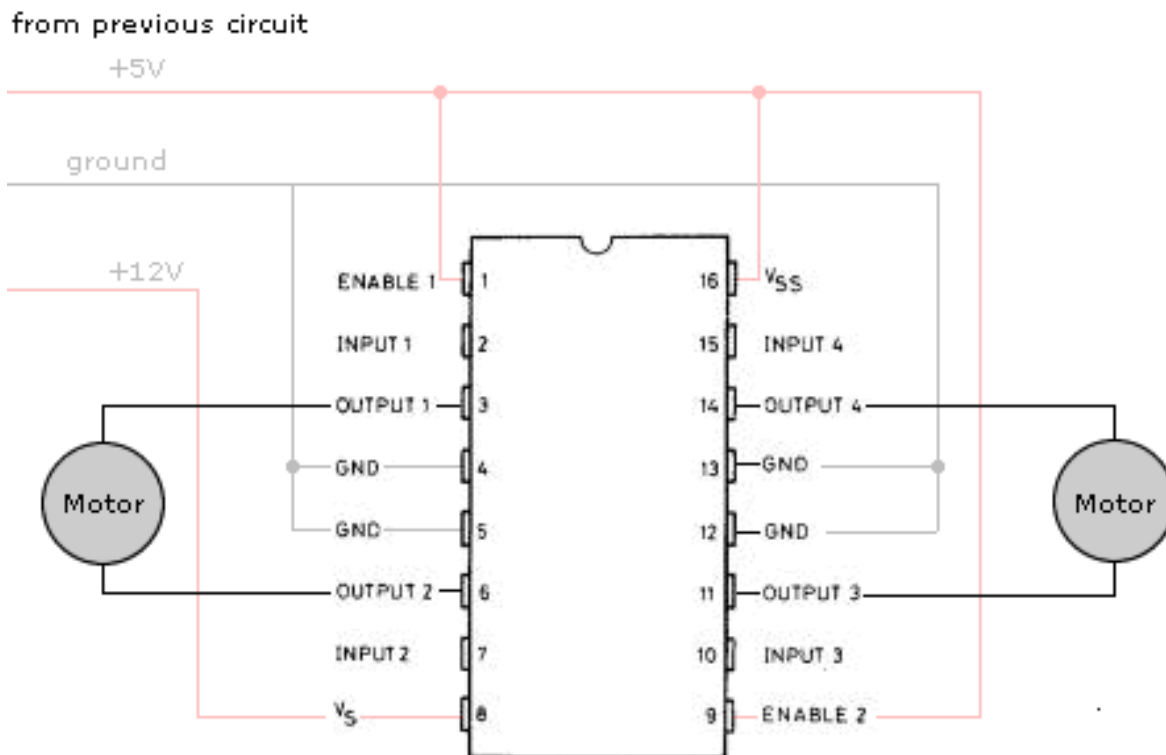 from previous circuit
+5V
ground
+12V
ENABLE 1 1 16 VSS
INPUT 1 2 15 INPUT 4
OUTPUT 1 3 14 OUTPUT 4
GND 4 13 GND
Motor Motor
GND 5 12 GND
OUTPUT 2 6 11 OUTPUT 3
INPUT 2 7 10 INPUT 3
VS 8 9 ENABLE 2